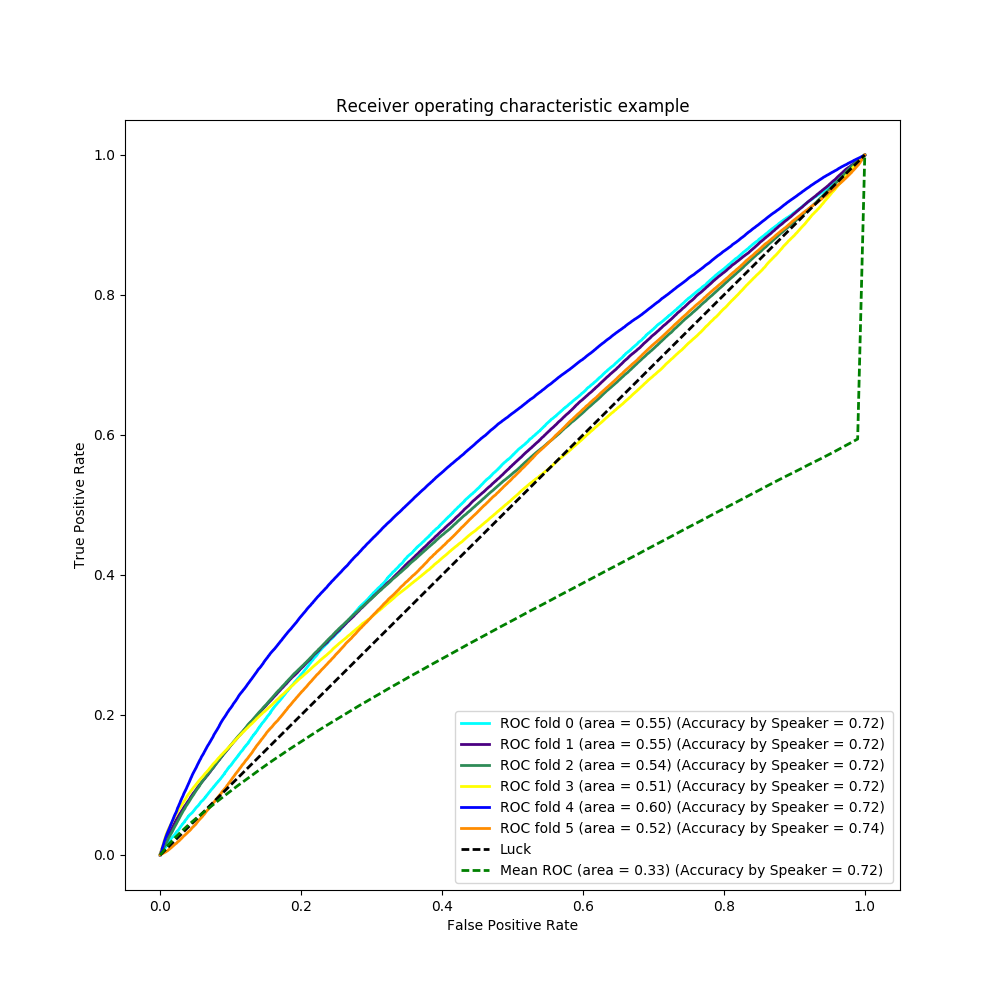 Receiver operating characteristic example
1.0
0.8
0.6
0.4
0.2
0.0
True Positive Rate
0.0 0.2 0.4 0.6 0.8 1.0
False Positive Rate
ROC fold 0 (area = 0.55) (Accuracy by Speaker = 0.72)
ROC fold 1 (area = 0.55) (Accuracy by Speaker = 0.72)
ROC fold 2 (area = 0.54) (Accuracy by Speaker = 0.72)
ROC fold 3 (area = 0.51) (Accuracy by Speaker = 0.72)
ROC fold 4 (area = 0.60) (Accuracy by Speaker = 0.72)
ROC fold 5 (area = 0.52) (Accuracy by Speaker = 0.74)
Luck
Mean ROC (area = 0.33) (Accuracy by Speaker = 0.72)